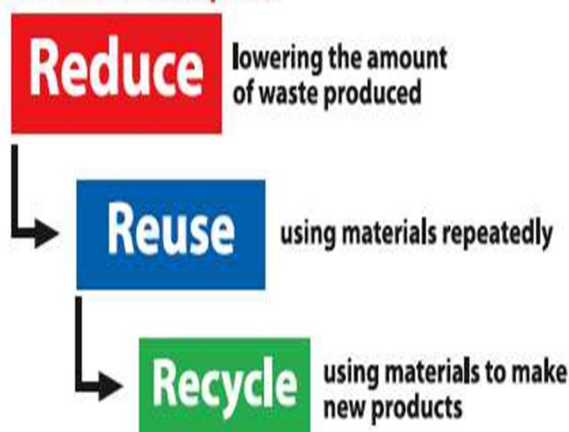 Reduce
lowering the amount
of waste produced
Reuse
using materials repeatedly
Recycle
using materials to make
new products